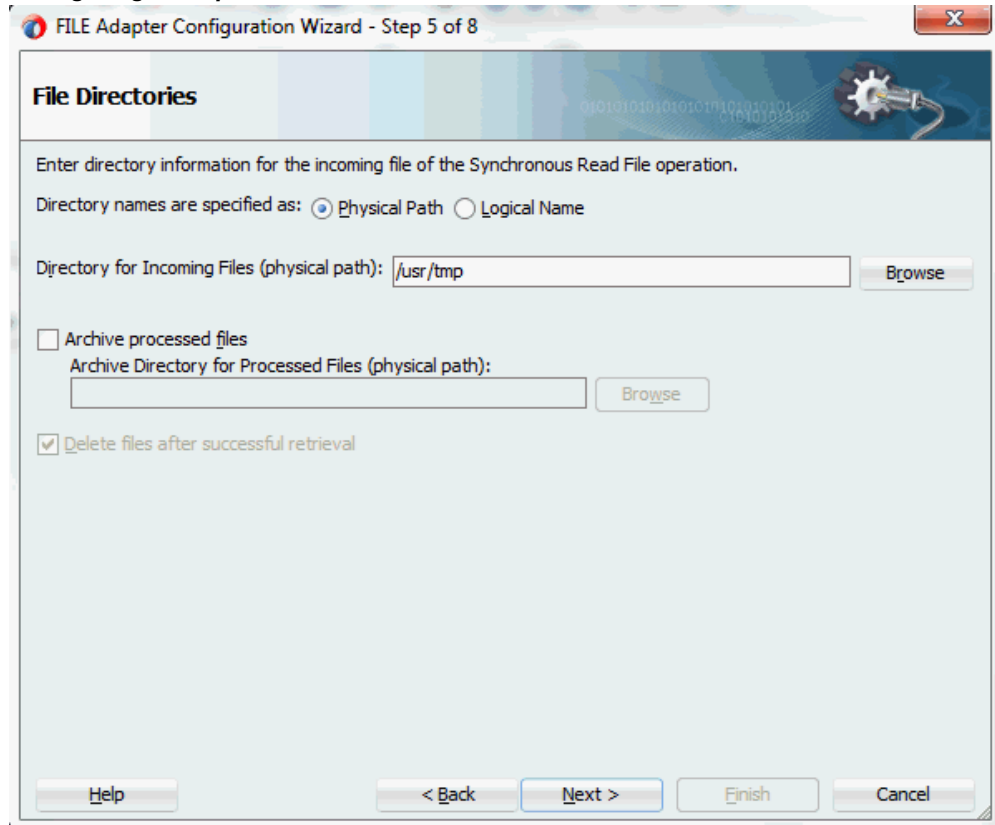 FILE Adapter Configuration Wizard - Step 5 of 8
File Directories
Enter directory information for the incoming file of the Synchronous Read File operation.
Directory names are specified as: Physical Path Logical Name
Directory for Incoming Files (physical path): /usr/tmp Browse
Archive processed files
Archive Directory for Processed Files (physical path):
Browse
Delete files after successful retrieval
Help < Back Next > Finish Cancel